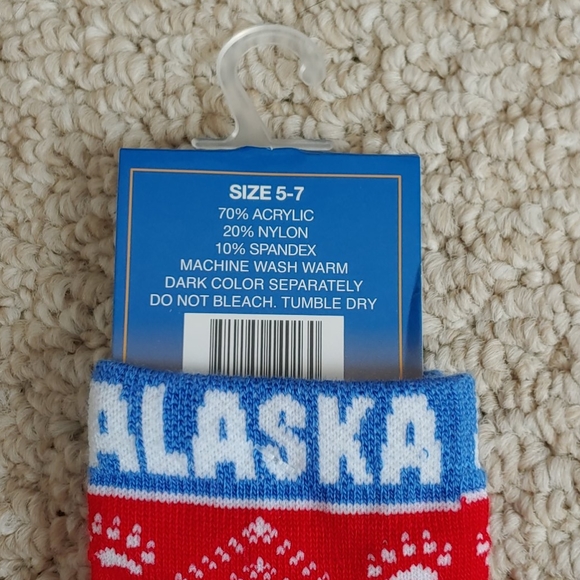 SIZE 5-7
70% ACRYLIC
20% NYLON
10% SPANDEX
MACHINE WASH WARM
DARK COLOR SEPARATELY
DO NOT BLEACH. TUMBLE DRY
ALASKA